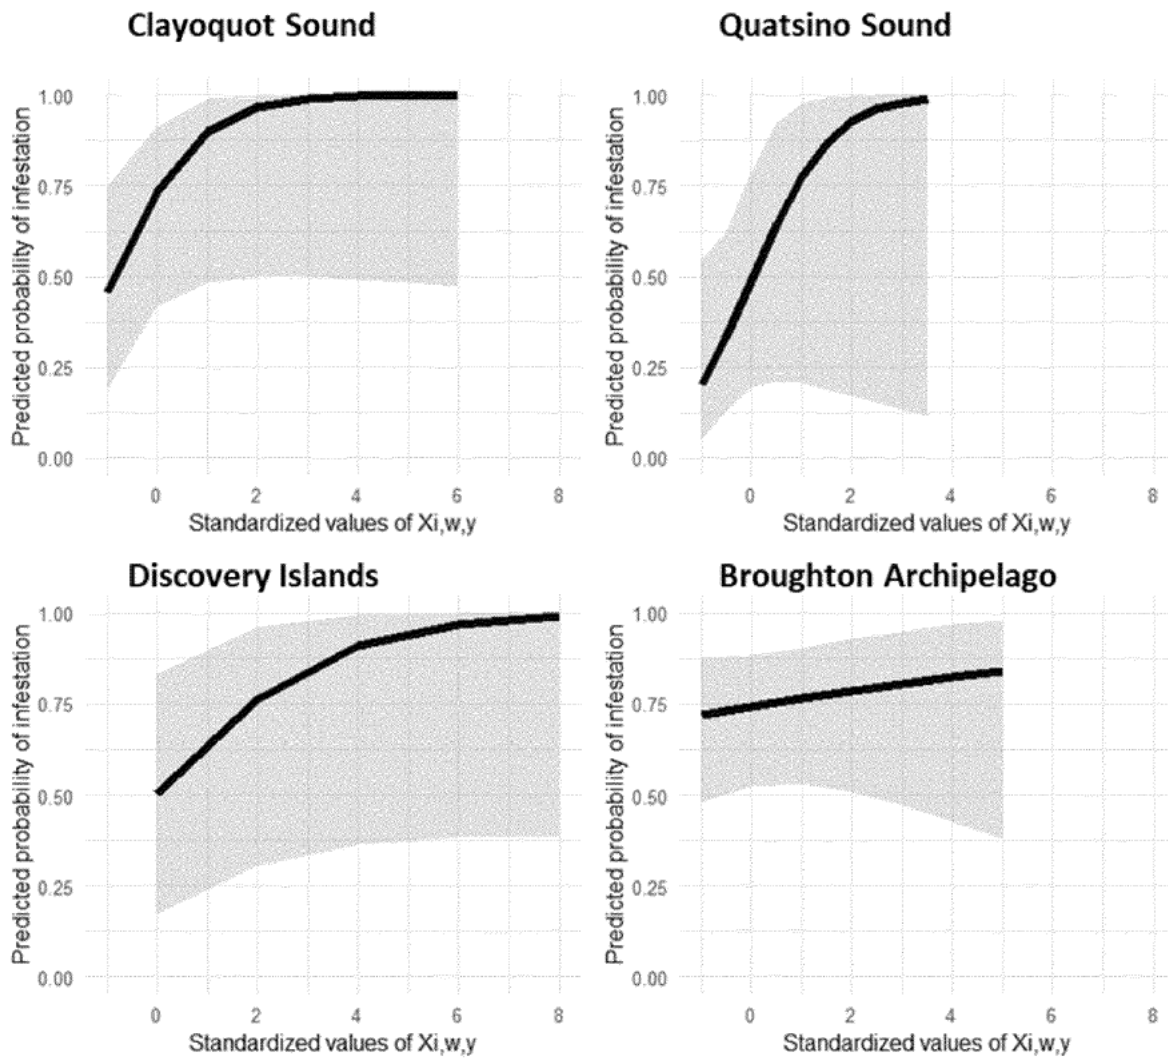 Clayoquot Sound
Predicted probability of infestation
1.00
0.75
0.50
0.25
0.00
0 2 4 6 8
Standardized values of Xi,w,y
Quatsino Sound
Predicted probability of infestation
1.00
0.75
0.50
0.25
0.00
0 2 4 6 8
Standardized values of Xi,w,y
Discovery Islands
Predicted probability of infestation
1.00
0.75
0.50
0.25
0.00
0 2 4 6 8
Standardized values of Xi,w,y
Broughton Archipelago
Predicted probability of infestation
1.00
0.75
0.50
0.25
0.00
0 2 4 6 8
Standardized values of Xi,w,y